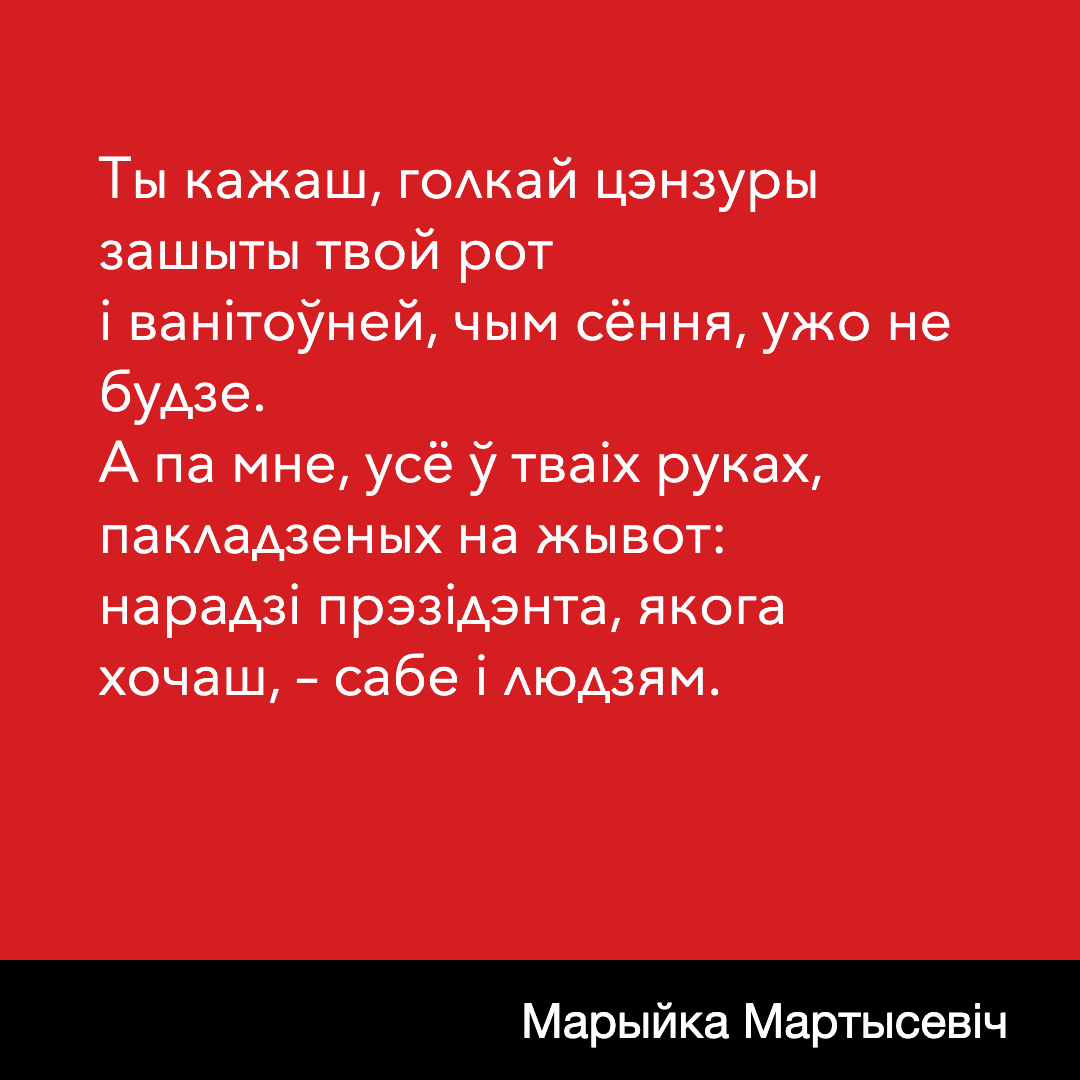 Ты кажаш, голкай цэнзуры
зашыты твой рот
і ванітоўней, чым сёння, ужо не
будзе.
А па мне, усё ў тваіх руках,
пакладзеных на жывот:
нарадзі прэзідэнта, якога
хочаш, – сабе і людзям.
Марыйка Мартысевіч